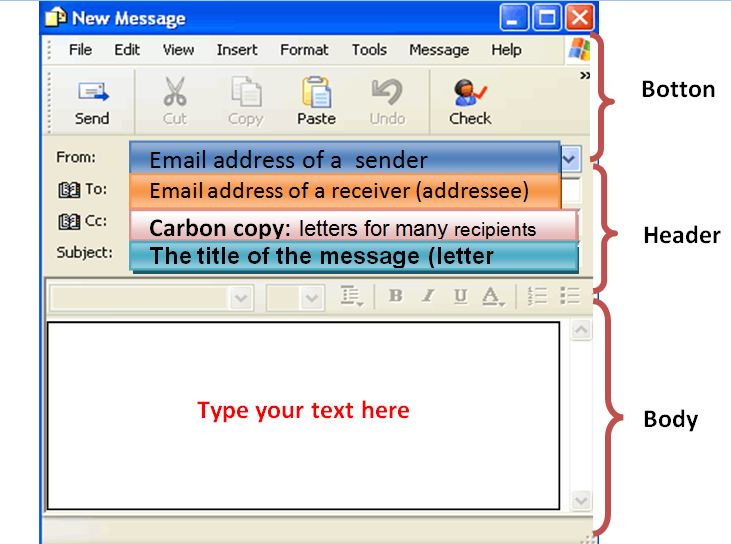 New Message
File Edit View Insert Format Tools Message Help
Botton
Send Cut Copy Paste Undo Check
From: Email address of a sender
To: Email address of a receiver (addressee)
Cc: Carbon copy: letters for many recipients
Header
Subject: The title of the message (letter
B I U A
Type your text here
Body